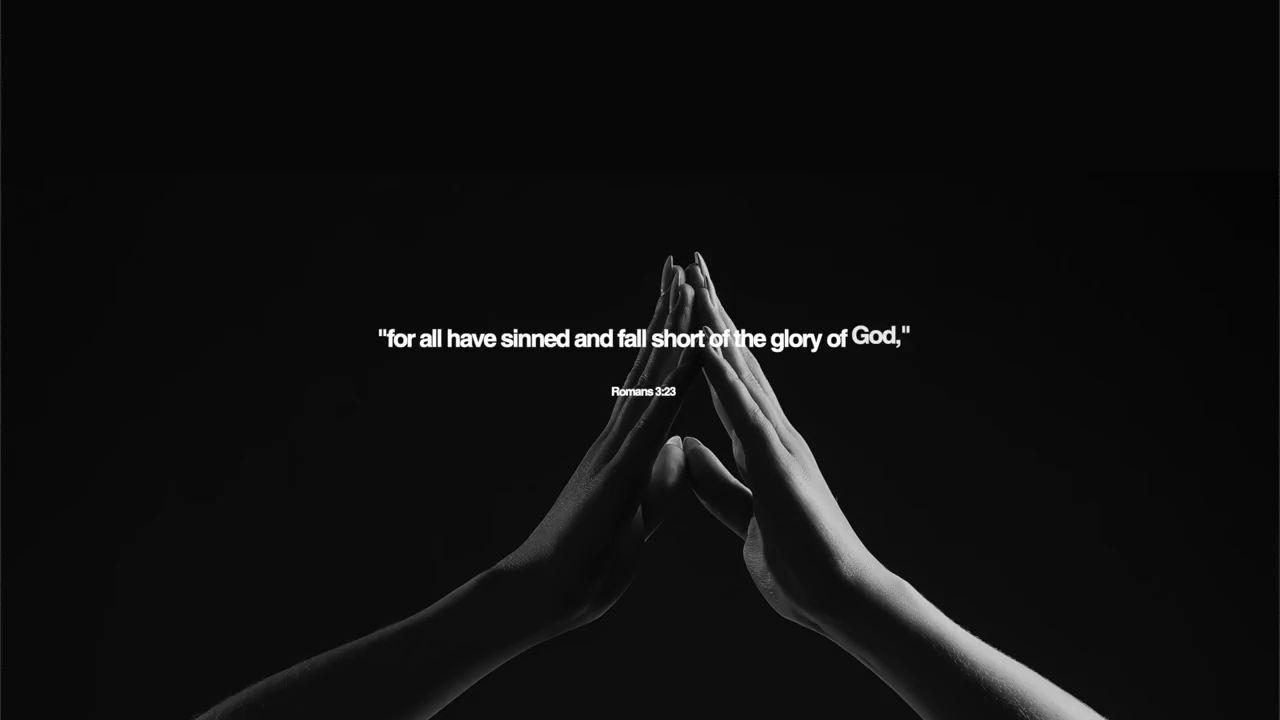 "for all have sinned and fall short of the glory of God,"
Romans 3:23